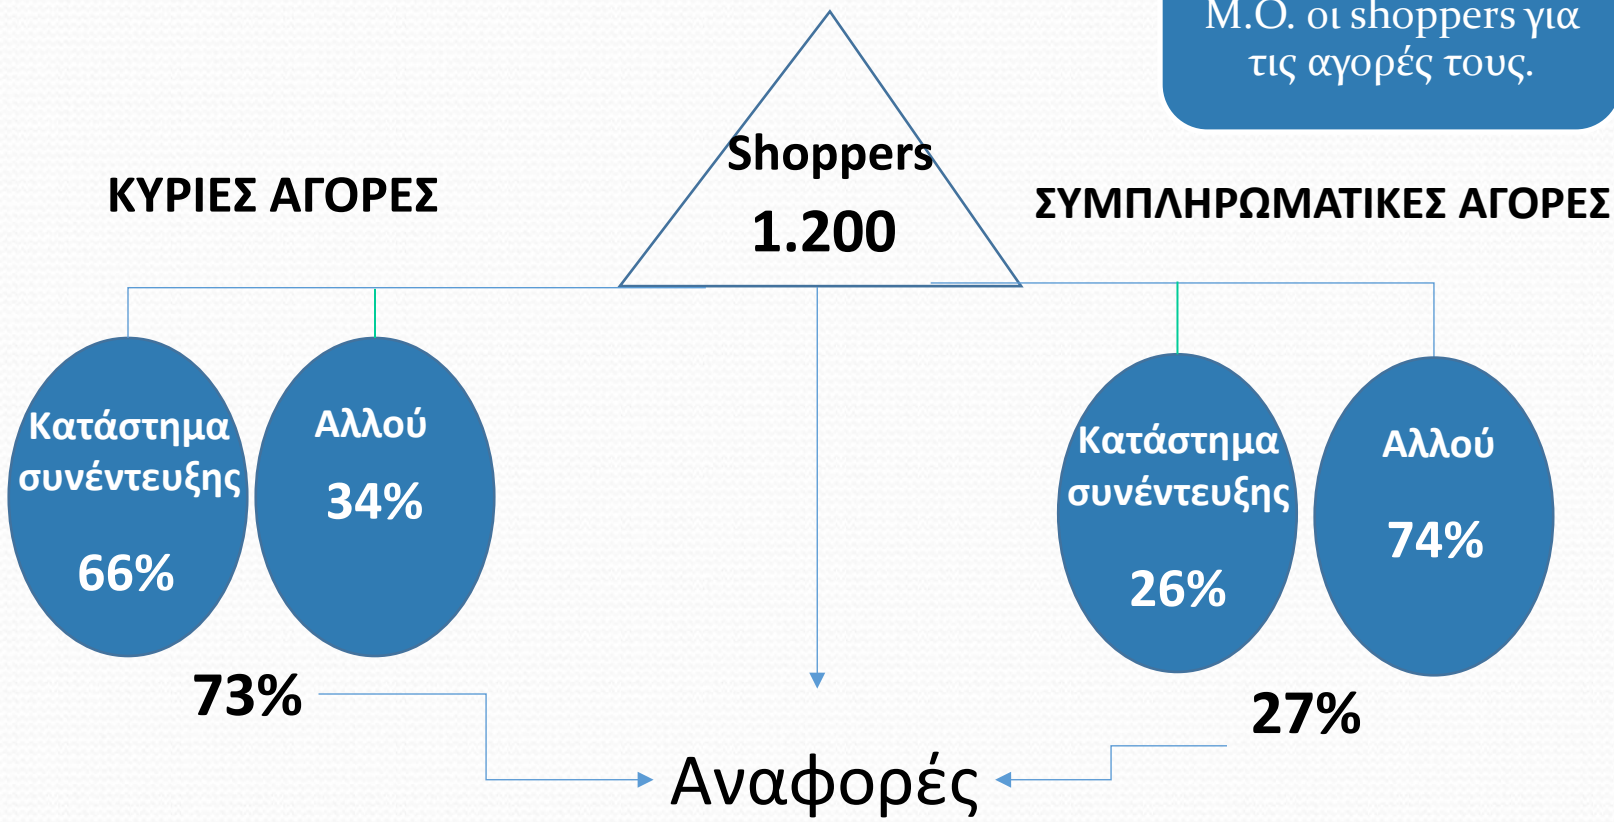 Μ.Ο. οι shoppers για
τις αγορές τους.
Shoppers
1.200
ΚΥΡΙΕΣ ΑΓΟΡΕΣ
ΣΥΜΠΛΗΡΩΜΑΤΙΚΕΣ ΑΓΟΡΕΣ
Κατάστημα
συνέντευξης
66%
Αλλού
34%
Κατάστημα
συνέντευξης
26%
Αλλού
74%
73%
27%
Αναφορές